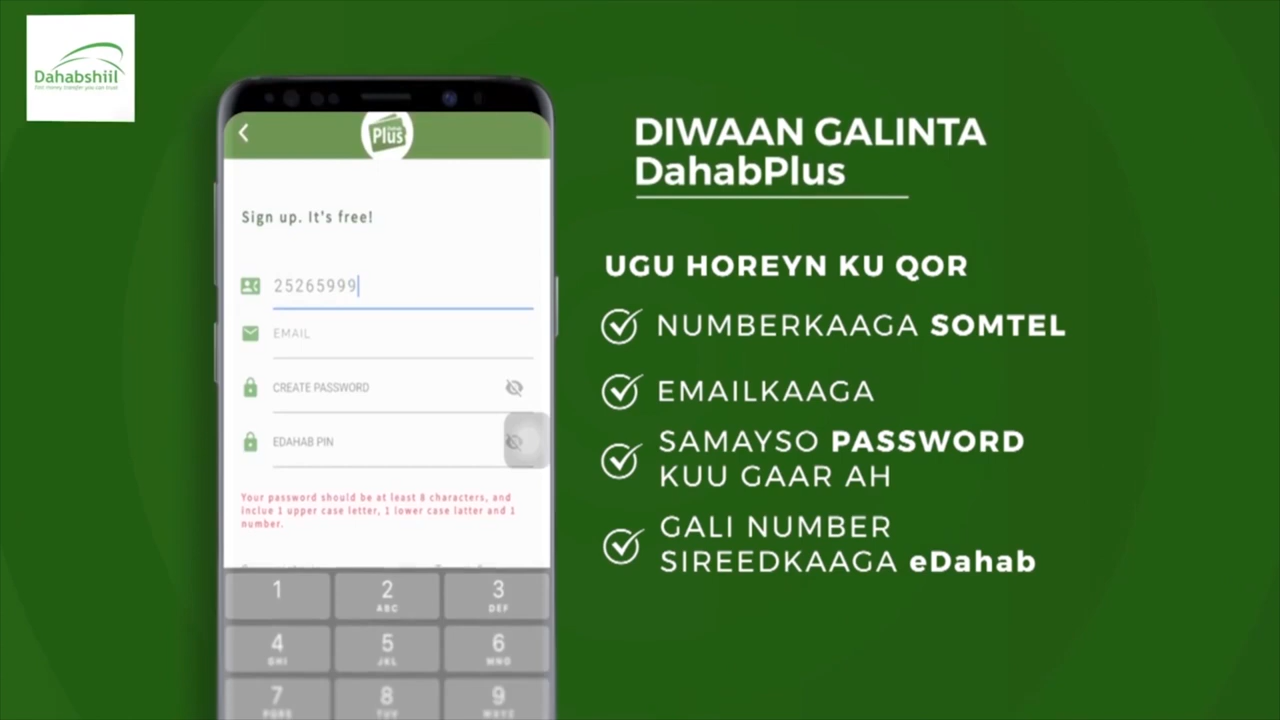 Dahabshiil
Plus
Sign up. It's free!
25265999
EMAIL
CREATE PASSWORD
EDAHAB PIN
Your password should be at least 8 characters, and
inclue 1 upper case letter, 1 lower case latter and 1
number.
1
2
ABC
3
DEF
4
GHI
5
JKL
6
MNO
7
PQRS
8
TUV
9
WXYZ
DIWAAN GALINTA
DahabPlus
UGU HOREYN KU QOR
NUMBERKAAGA SOMTEL
EMAILKAAGA
SAMAYSO PASSWORD
KUU GAAR AH
GALI NUMBER
SIREEDKAAGA eDahab